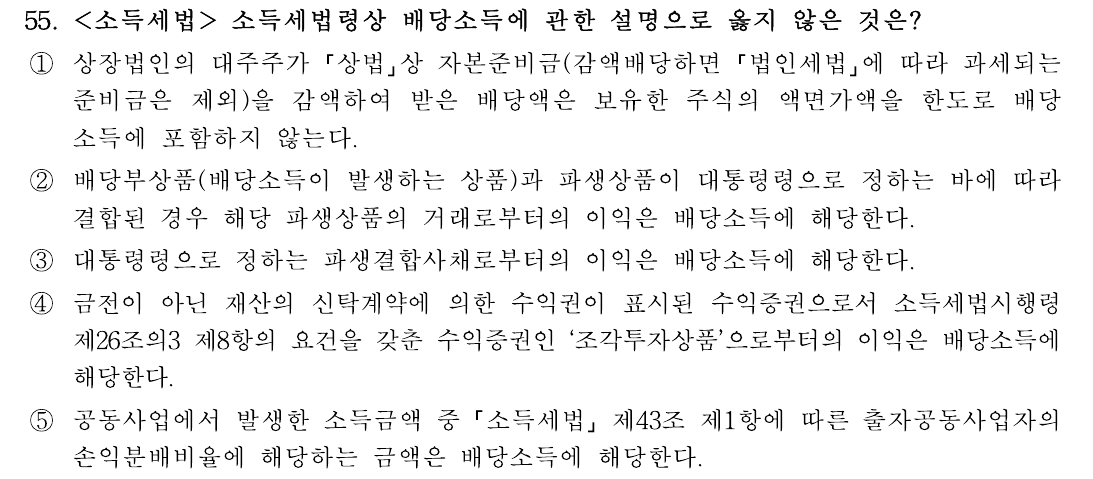 55. <소득세법> 소득세법령상 배당소득에 관한 설명으로 옳지 않은 것은?
① 상장법인의 대주주가 「상법」상 자본준비금(감액배당하면 「법인세법」에 따라 과세되는
준비금은 제외)을 감액하여 받은 배당액은 보유한 주식의 액면가액을 한도로 배당
소득에 포함하지 않는다.
② 배당부상품(배당소득이 발생하는 상품)과 파생상품이 대통령령으로 정하는 바에 따라
결합된 경우 해당 파생상품의 거래로부터의 이익은 배당소득에 해당한다.
③ 대통령령으로 정하는 파생결합사채로부터의 이익은 배당소득에 해당한다.
④ 금전이 아닌 재산의 신탁계약에 의한 수익권이 표시된 수익증권으로서 소득세법시행령
제26조의3 제8항의 요건을 갖춘 수익증권인 ‘조각투자상품’으로부터의 이익은 배당소득에
해당한다.
⑤ 공동사업에서 발생한 소득금액 중 「소득세법」 제43조 제1항에 따른 출자공동사업자의
손익분배비율에 해당하는 금액은 배당소득에 해당한다.